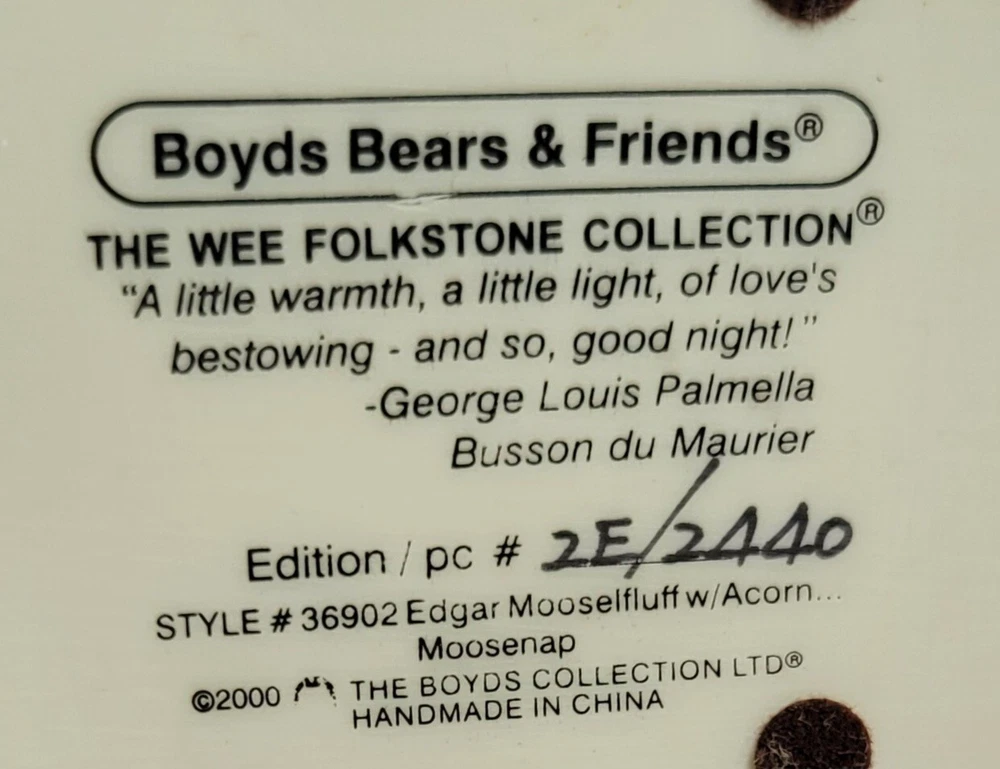 Boyds Bears & Friends®
THE WEE FOLKSTONE COLLECTION®
“A little warmth, a little light, of love's
bestowing - and so, good night!”
-George Louis Palmella
Busson du Maurier
Edition / pc # 2E/2440
STYLE # 36902 Edgar Mooselfluff w/Acorn...
Moosenap
©2000 THE BOYDS COLLECTION LTD®
HANDMADE IN CHINA